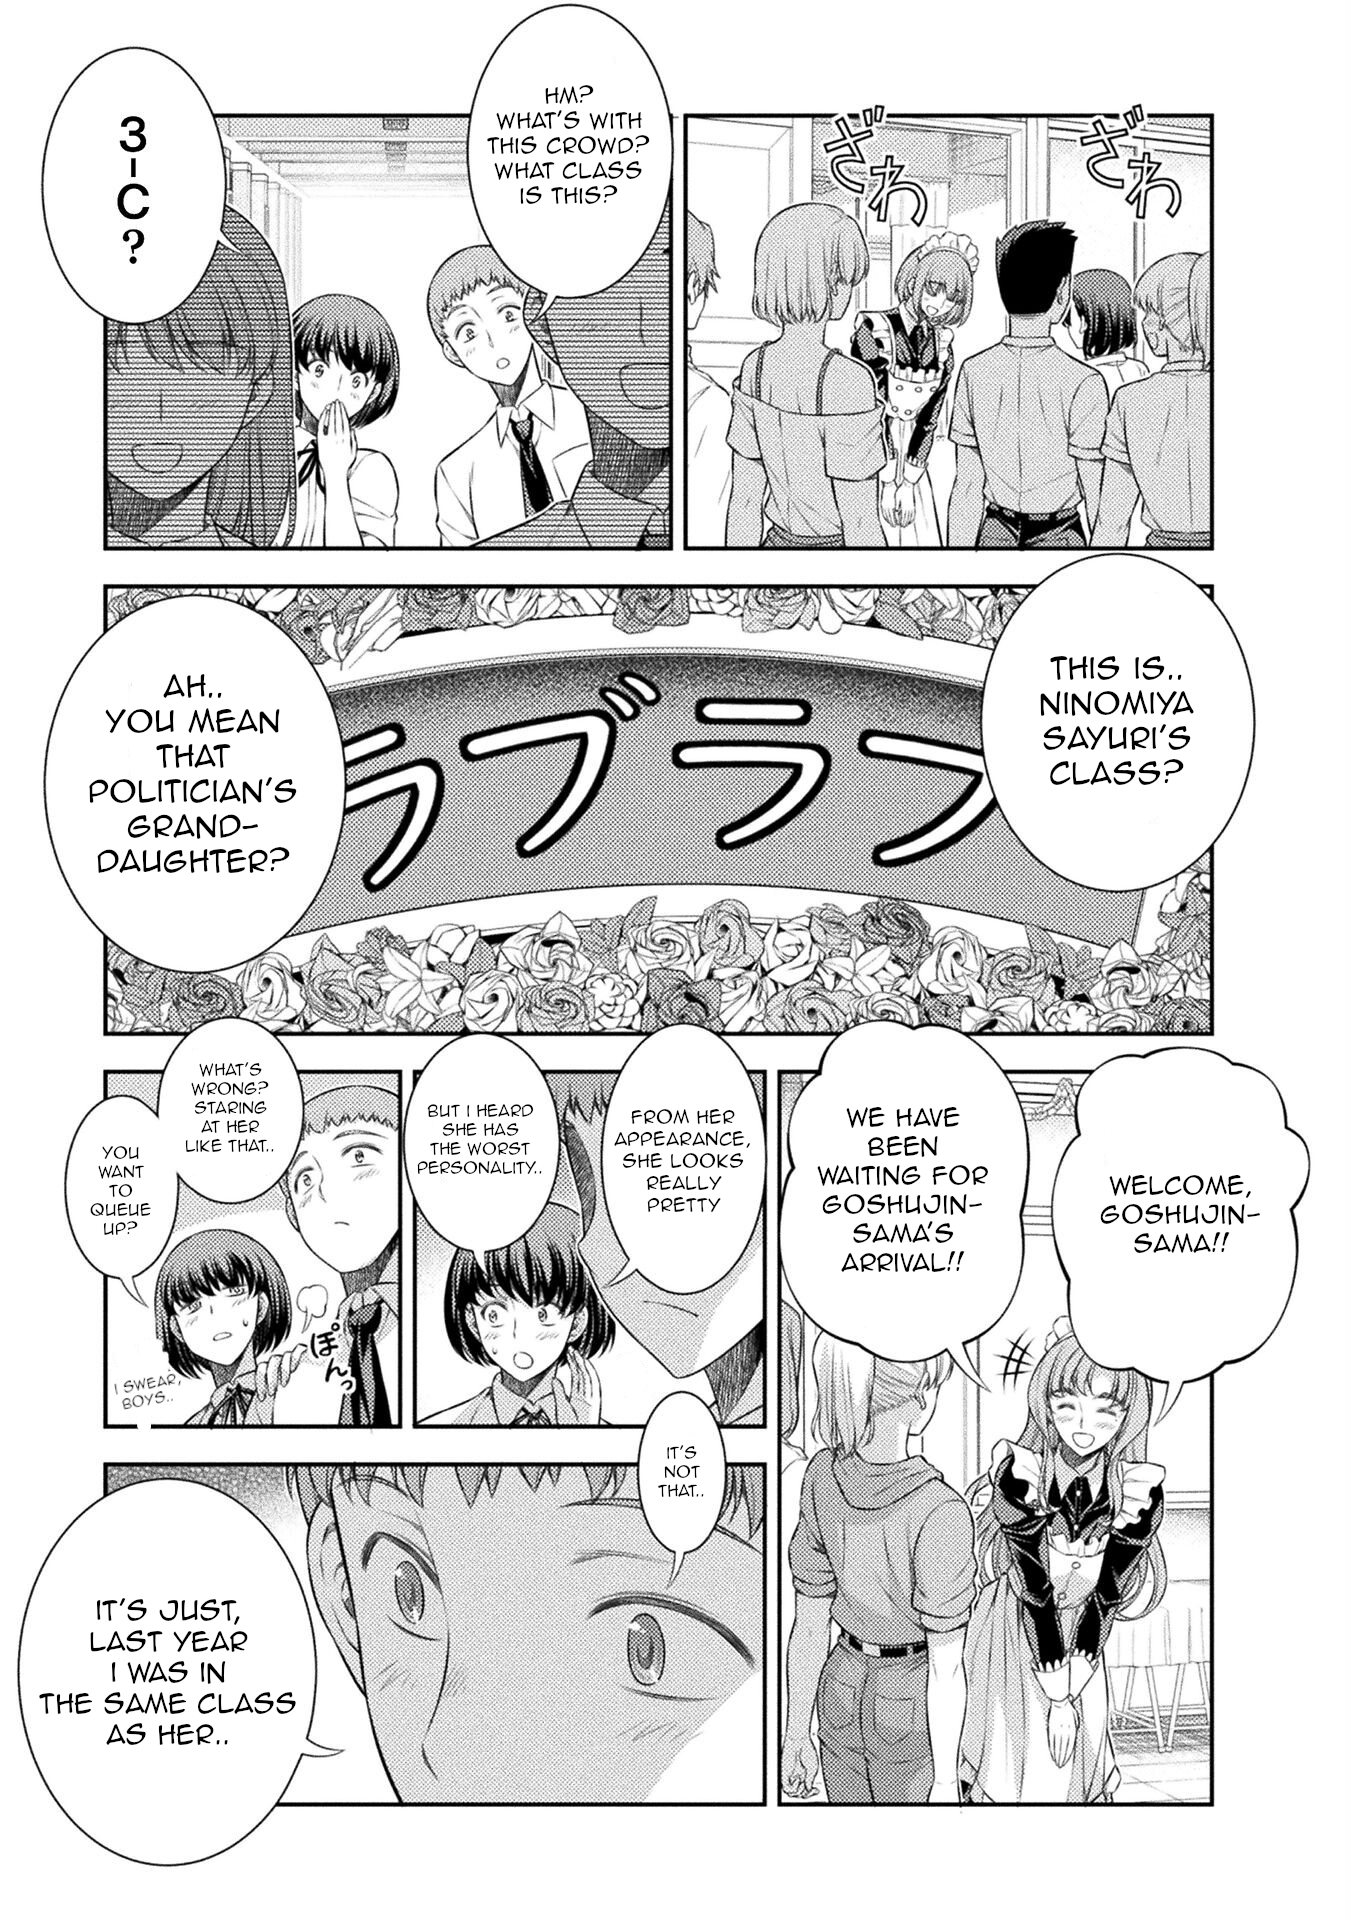 ざわ
ざわ
HM?
WHAT'S WITH
THIS CROWD?
WHAT CLASS
IS THIS?
3-C?
THIS IS..
NINOMIYA
SAYURI'S
CLASS?
ラブラブ
AH..
YOU MEAN
THAT
POLITICIAN'S
GRAND-
DAUGHTER?
WELCOME,
GOSHUJIN-
SAMA!!
WE HAVE
BEEN
WAITING FOR
GOSHUJIN-
SAMA'S
ARRIVAL!!
FROM HER
APPEARANCE,
SHE LOOKS
REALLY
PRETTY
BUT I HEARD
SHE HAS
THE WORST
PERSONALITY..
WHAT'S
WRONG?
STARING
AT HER
LIKE THAT..
YOU
WANT
TO
QUEUE
UP?
ぽんっ
I SWEAR,
BOYS..
IT'S
NOT
THAT..
IT'S JUST,
LAST YEAR
I WAS IN
THE SAME CLASS
AS HER..